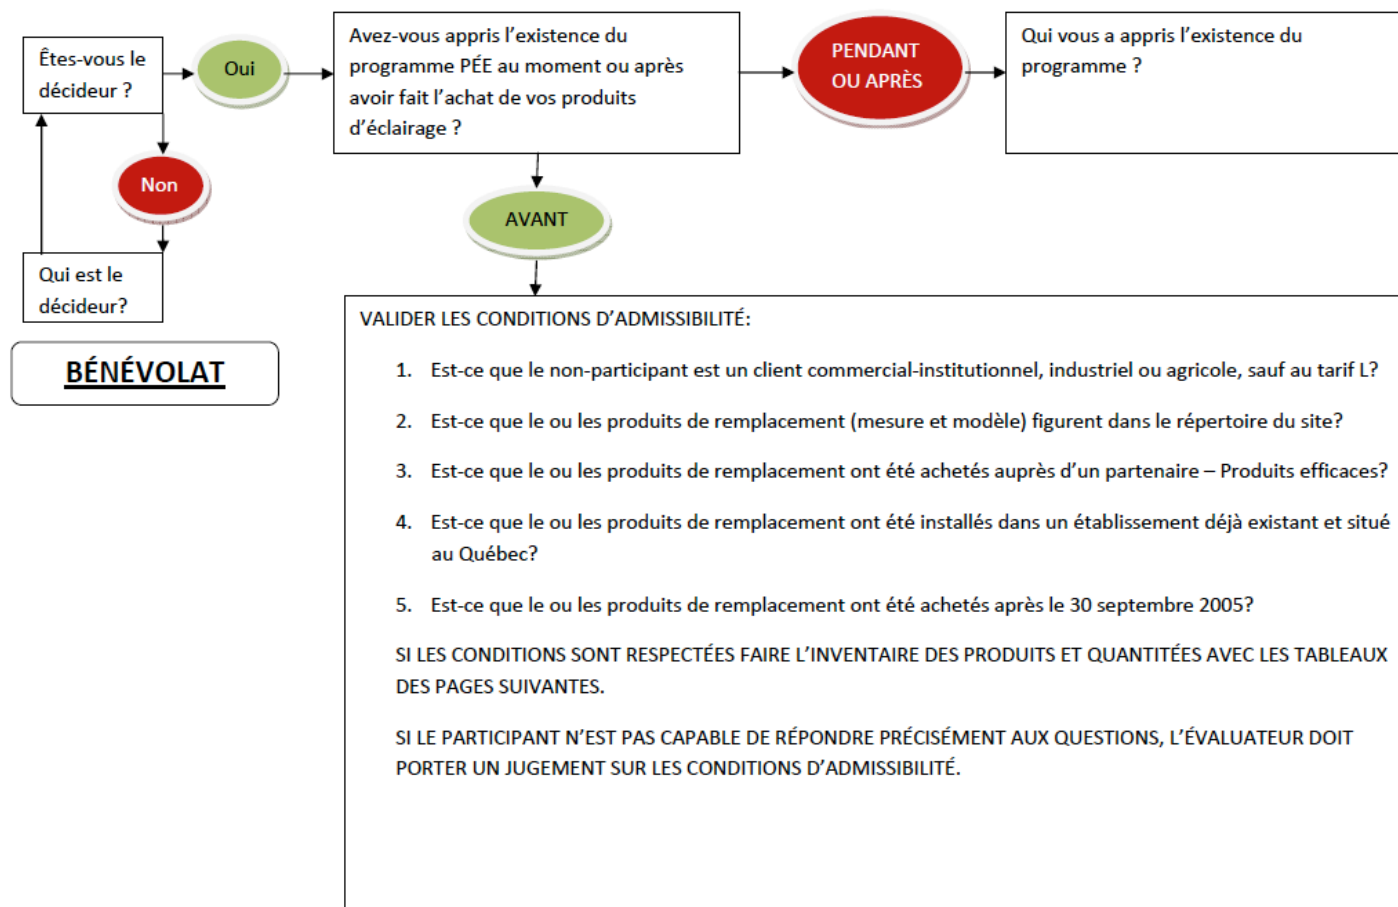 Êtes-vous le
décideur ?
Oui
Avez-vous appris l’existence du
programme PÉE au moment ou après
avoir fait l’achat de vos produits
d’éclairage ?
PENDANT
OU APRÈS
Qui vous a appris l’existence du
programme ?
Non
AVANT
Qui est le
décideur?
BÉNÉVOLAT
VALIDER LES CONDITIONS D’ADMISSIBILITÉ:
1. Est-ce que le non-participant est un client commercial-institutionnel, industriel ou agricole, sauf au tarif L?
2. Est-ce que le ou les produits de remplacement (mesure et modèle) figurent dans le répertoire du site?
3. Est-ce que le ou les produits de remplacement ont été achetés auprès d’un partenaire – Produits efficaces?
4. Est-ce que le ou les produits de remplacement ont été installés dans un établissement déjà existant et situé
au Québec?
5. Est-ce que le ou les produits de remplacement ont été achetés après le 30 septembre 2005?
SI LES CONDITIONS SONT RESPECTÉES FAIRE L’INVENTAIRE DES PRODUITS ET QUANTITÉES AVEC LES TABLEAUX
DES PAGES SUIVANTES.
SI LE PARTICIPANT N’EST PAS CAPABLE DE RÉPONDRE PRÉCISÉMENT AUX QUESTIONS, L’ÉVALUATEUR DOIT
PORTER UN JUGEMENT SUR LES CONDITIONS D’ADMISSIBILITÉ.